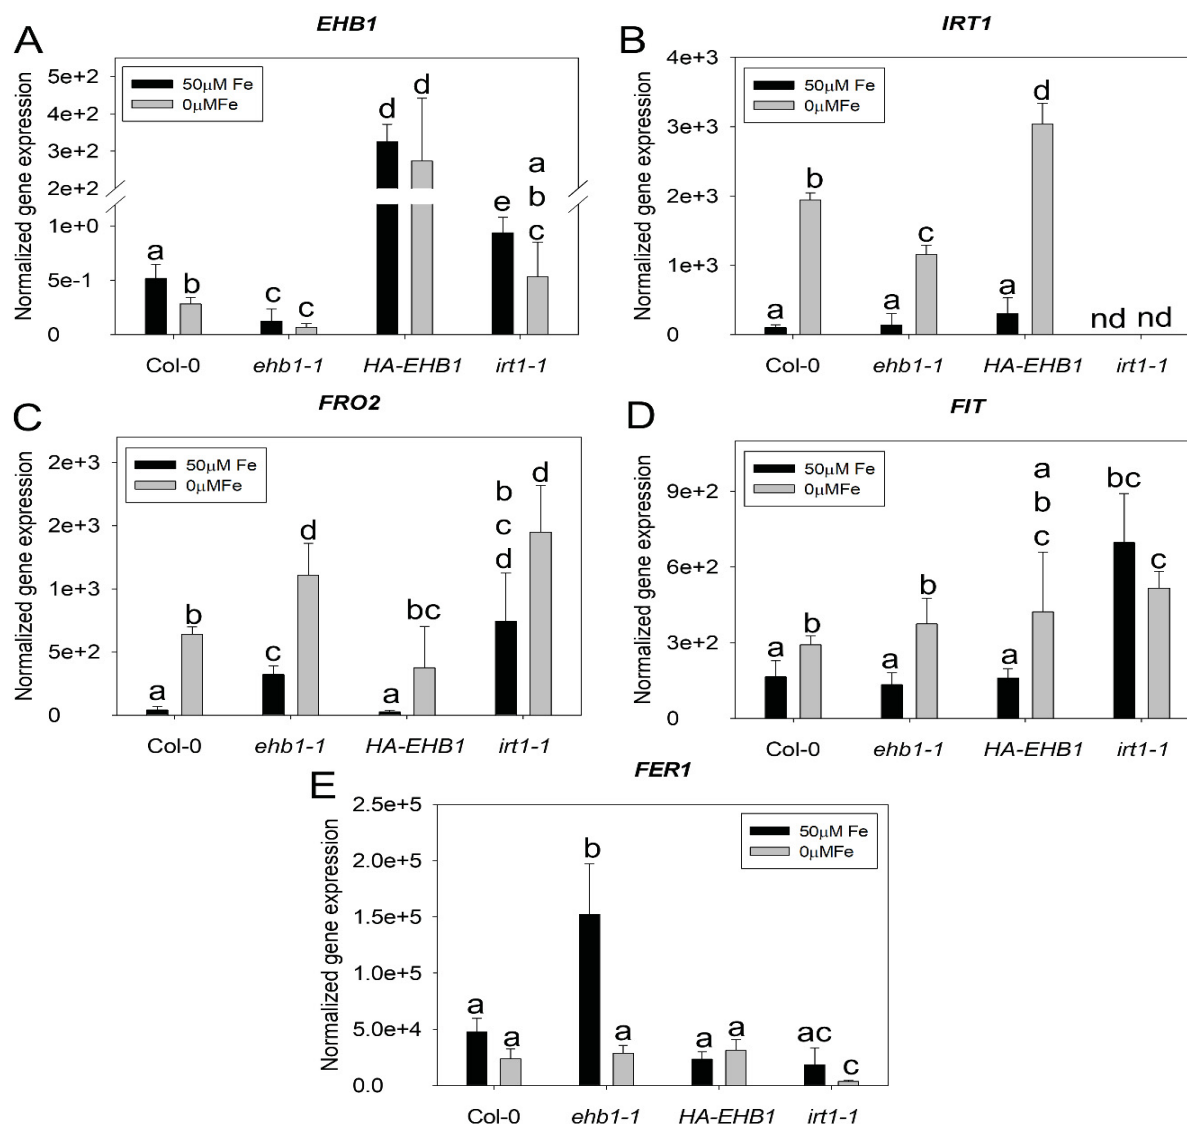 A
EHB1
Normalized gene expression
5e+2
4e+2
3e+2
2e+2
1e+0
5e-1
0
50µM Fe
0µMFe
a
b
c
c
d
d
e
a
b
c
Col-0
ehb1-1
HA-EHB1
irt1-1
B
IRT1
Normalized gene expression
4e+3
3e+3
2e+3
1e+3
0
50µM Fe
0µMFe
a
b
a
c
a
d
nd nd
Col-0
ehb1-1
HA-EHB1
irt1-1
C
FRO2
Normalized gene expression
2e+3
2e+3
1e+3
5e+2
0
50µM Fe
0µMFe
a
b
c
d
a
bc
b
c
d
d
Col-0
ehb1-1
HA-EHB1
irt1-1
D
FIT
Normalized gene expression
9e+2
6e+2
3e+2
0
50µM Fe
0µMFe
a
b
a
b
a
a
b
c
bc
c
Col-0
ehb1-1
HA-EHB1
irt1-1
E
FER1
Normalized gene expression
2.5e+5
2.0e+5
1.5e+5
1.0e+5
5.0e+4
0.0
50µM Fe
0µMFe
a
a
b
a
a
a
ac
c
Col-0
ehb1-1
HA-EHB1
irt1-1